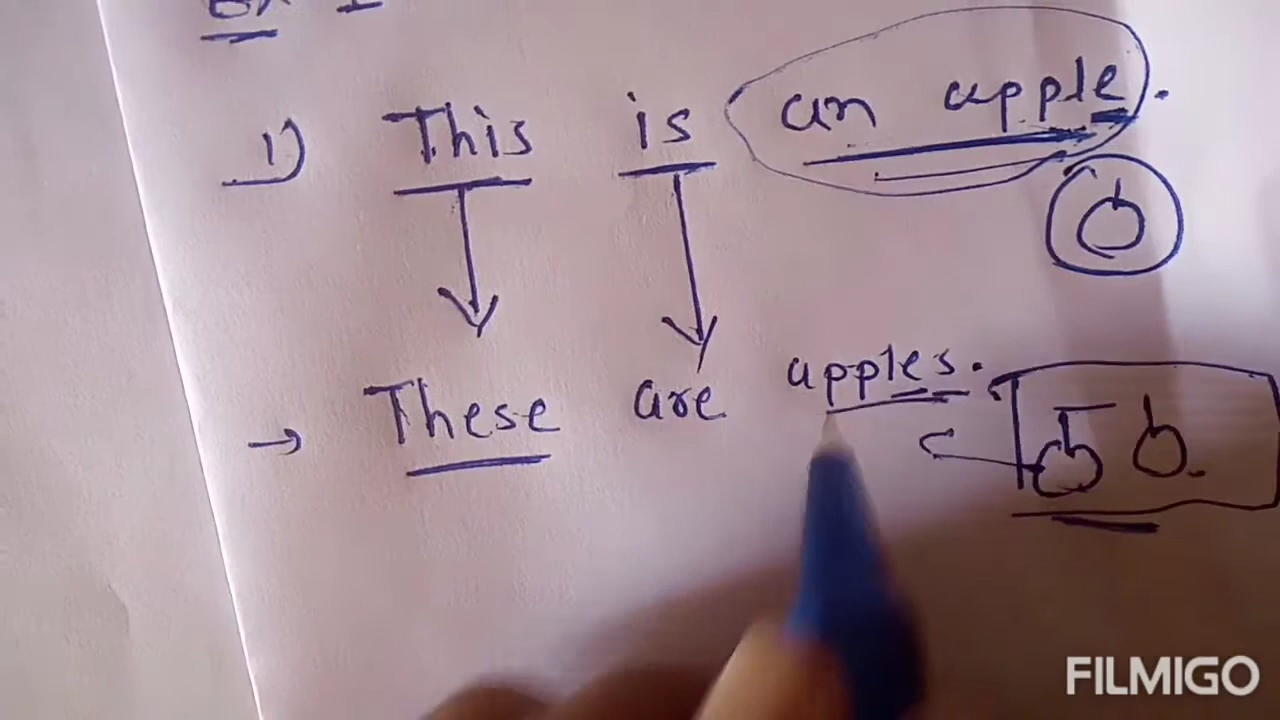 1) This is an apple.
→ These are apples.
FILMIGO